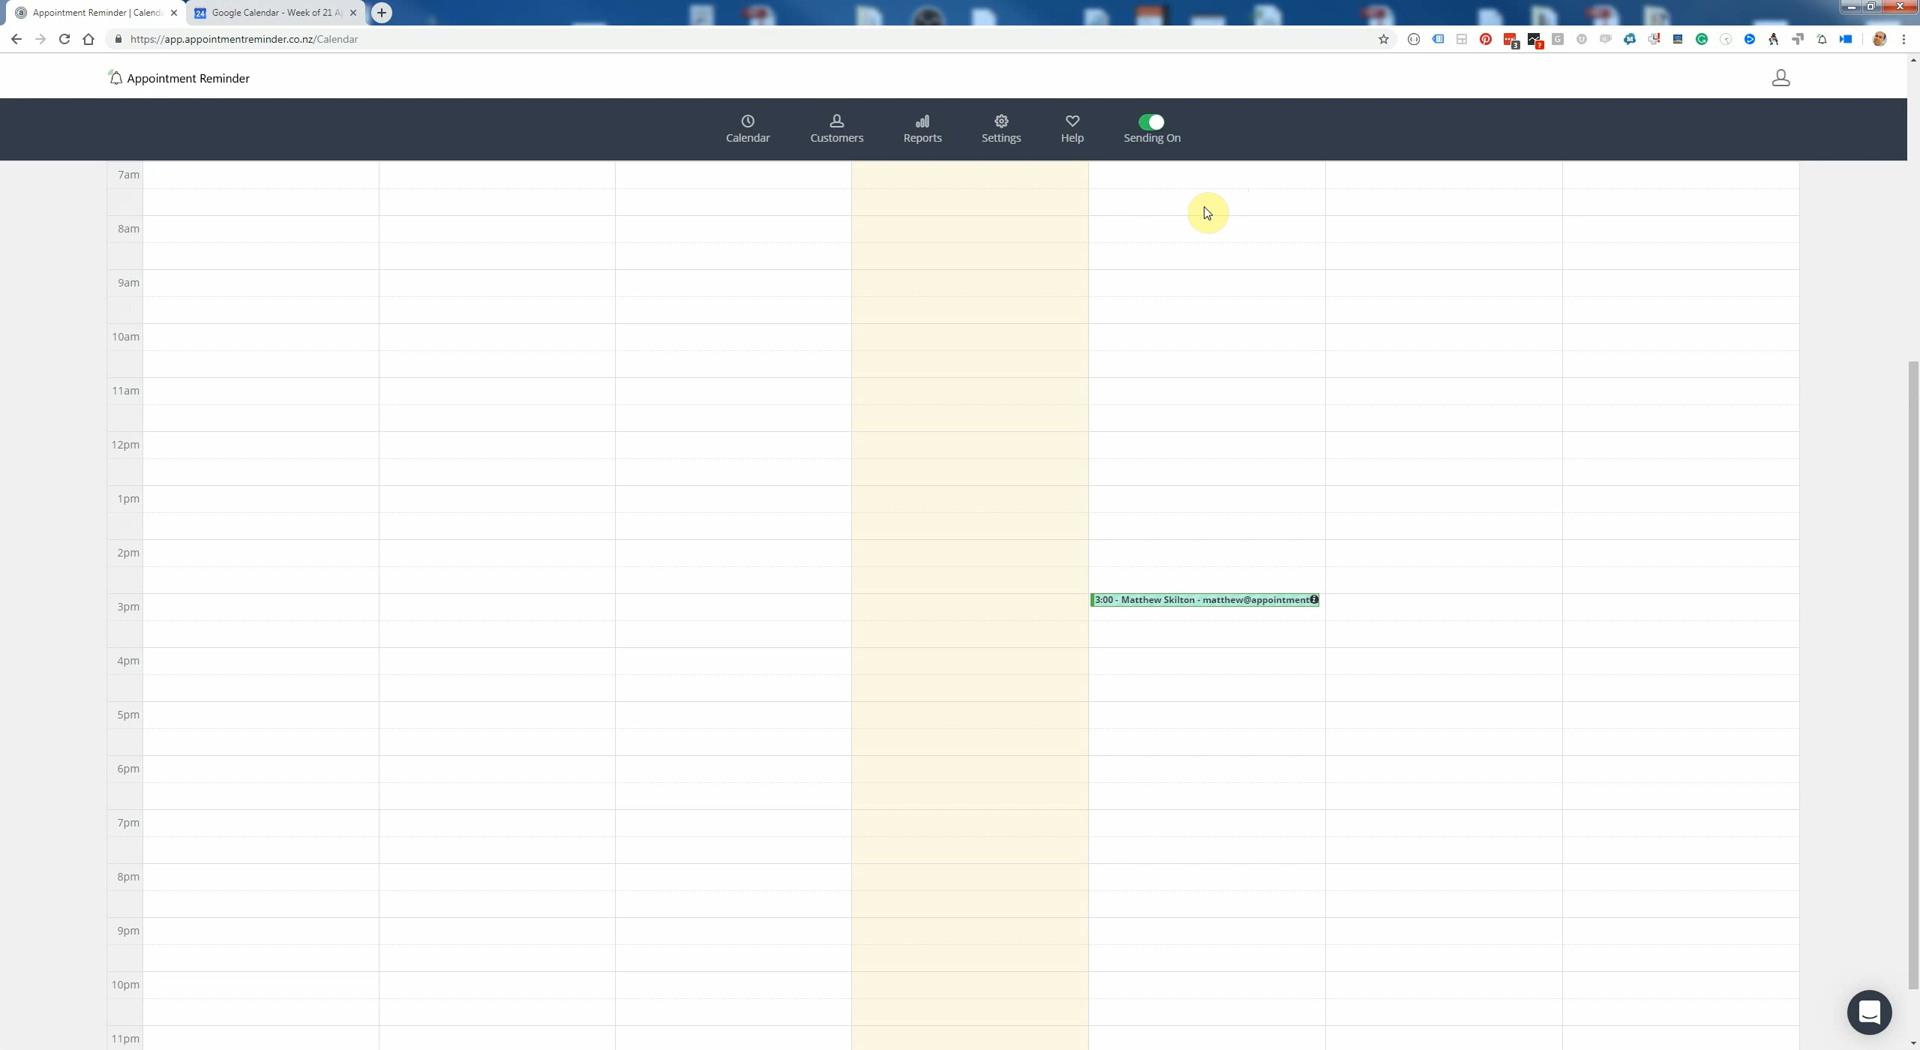 Appointment Reminder | Calend
Google Calendar - Week of 21 A
https://app.appointmentreminder.co.nz/Calendar
Appointment Reminder
Calendar
Customers
Reports
Settings
Help
Sending On
7am
8am
9am
10am
11am
12pm
1pm
2pm
3pm
3:00 - Matthew Skilton - matthew@appointment
4pm
5pm
6pm
7pm
8pm
9pm
10pm
11pm